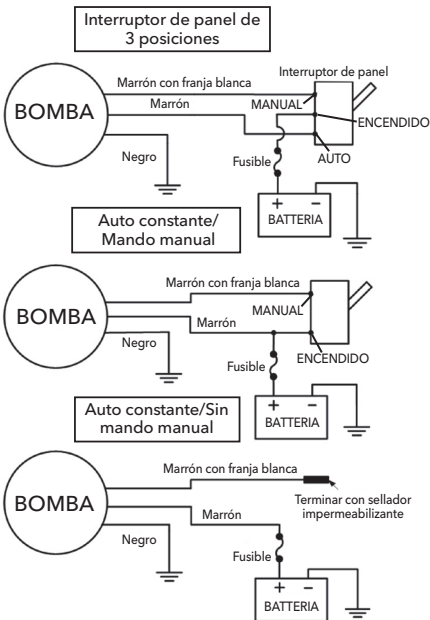 Interruptor de panel de
3 posiciones
Marrón con franja blanca
Interruptor de panel
BOMBA
Marrón
MANUAL
ENCENDIDO
Negro
Fusible
AUTO
+ −
BATTERIA
Auto constante/
Mando manual
Marrón con franja blanca
BOMBA
MANUAL
Marrón
Negro
Fusible
ENCENDIDO
+ −
BATTERIA
Auto constante/Sin
mando manual
Marrón con franja blanca
BOMBA
Terminar con sellador
impermeabilizante
Marrón
Negro
Fusible
+ −
BATTERIA